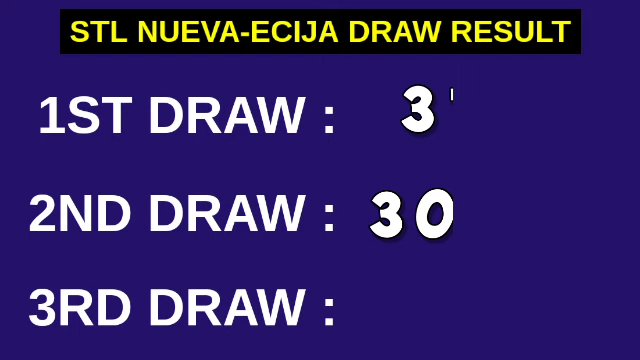 STL NUEVA-ECIJA DRAW RESULT
1ST DRAW : 3
2ND DRAW : 30
3RD DRAW :